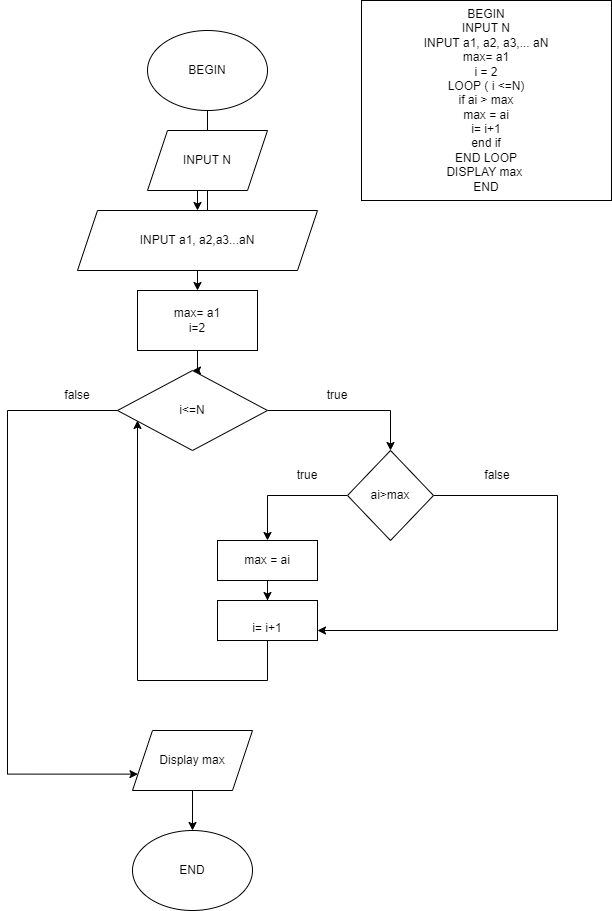 BEGIN
INPUT N
INPUT a1, a2, a3,... aN
max= a1
i = 2
LOOP ( i <=N)
if ai > max
max = ai
i= i+1
end if
END LOOP
DISPLAY max
END
BEGIN
INPUT N
INPUT a1, a2,a3...aN
max= a1
i=2
false
i<=N
true
true
ai>max
false
max = ai
i= i+1
Display max
END